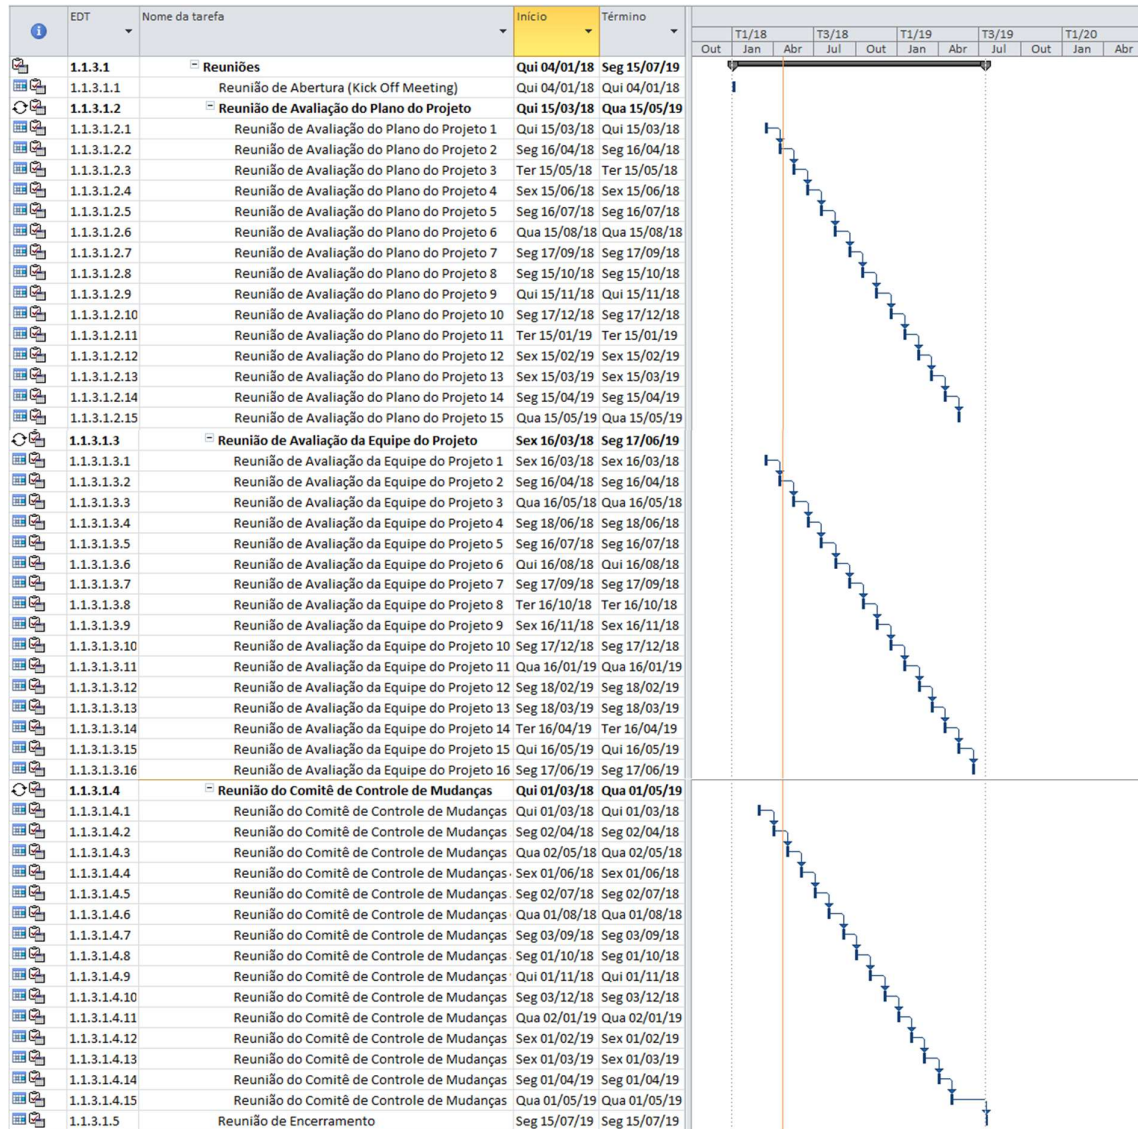 EDT Nome da tarefa Início Término
T1/18 T3/18 T1/19 T3/19 T1/20
Out Jan Abr Jul Out Jan Abr Jul Out Jan Abr
1.1.3.1 Reuniões Qui 04/01/18 Seg 15/07/19
1.1.3.1.1 Reunião de Abertura (Kick Off Meeting) Qui 04/01/18 Qui 04/01/18
1.1.3.1.2 Reunião de Avaliação do Plano do Projeto Qui 15/03/18 Qua 15/05/19
1.1.3.1.2.1 Reunião de Avaliação do Plano do Projeto 1 Qui 15/03/18 Qui 15/03/18
1.1.3.1.2.2 Reunião de Avaliação do Plano do Projeto 2 Seg 16/04/18 Seg 16/04/18
1.1.3.1.2.3 Reunião de Avaliação do Plano do Projeto 3 Ter 15/05/18 Ter 15/05/18
1.1.3.1.2.4 Reunião de Avaliação do Plano do Projeto 4 Sex 15/06/18 Sex 15/06/18
1.1.3.1.2.5 Reunião de Avaliação do Plano do Projeto 5 Seg 16/07/18 Seg 16/07/18
1.1.3.1.2.6 Reunião de Avaliação do Plano do Projeto 6 Qua 15/08/18 Qua 15/08/18
1.1.3.1.2.7 Reunião de Avaliação do Plano do Projeto 7 Seg 17/09/18 Seg 17/09/18
1.1.3.1.2.8 Reunião de Avaliação do Plano do Projeto 8 Seg 15/10/18 Seg 15/10/18
1.1.3.1.2.9 Reunião de Avaliação do Plano do Projeto 9 Qui 15/11/18 Qui 15/11/18
1.1.3.1.2.10 Reunião de Avaliação do Plano do Projeto 10 Seg 17/12/18 Seg 17/12/18
1.1.3.1.2.11 Reunião de Avaliação do Plano do Projeto 11 Ter 15/01/19 Ter 15/01/19
1.1.3.1.2.12 Reunião de Avaliação do Plano do Projeto 12 Sex 15/02/19 Sex 15/02/19
1.1.3.1.2.13 Reunião de Avaliação do Plano do Projeto 13 Sex 15/03/19 Sex 15/03/19
1.1.3.1.2.14 Reunião de Avaliação do Plano do Projeto 14 Seg 15/04/19 Seg 15/04/19
1.1.3.1.2.15 Reunião de Avaliação do Plano do Projeto 15 Qua 15/05/19 Qua 15/05/19
1.1.3.1.3 Reunião de Avaliação da Equipe do Projeto Sex 16/03/18 Seg 17/06/19
1.1.3.1.3.1 Reunião de Avaliação da Equipe do Projeto 1 Sex 16/03/18 Sex 16/03/18
1.1.3.1.3.2 Reunião de Avaliação da Equipe do Projeto 2 Seg 16/04/18 Seg 16/04/18
1.1.3.1.3.3 Reunião de Avaliação da Equipe do Projeto 3 Qua 16/05/18 Qua 16/05/18
1.1.3.1.3.4 Reunião de Avaliação da Equipe do Projeto 4 Seg 18/06/18 Seg 18/06/18
1.1.3.1.3.5 Reunião de Avaliação da Equipe do Projeto 5 Seg 16/07/18 Seg 16/07/18
1.1.3.1.3.6 Reunião de Avaliação da Equipe do Projeto 6 Qui 16/08/18 Qui 16/08/18
1.1.3.1.3.7 Reunião de Avaliação da Equipe do Projeto 7 Seg 17/09/18 Seg 17/09/18
1.1.3.1.3.8 Reunião de Avaliação da Equipe do Projeto 8 Ter 16/10/18 Ter 16/10/18
1.1.3.1.3.9 Reunião de Avaliação da Equipe do Projeto 9 Sex 16/11/18 Sex 16/11/18
1.1.3.1.3.10 Reunião de Avaliação da Equipe do Projeto 10 Seg 17/12/18 Seg 17/12/18
1.1.3.1.3.11 Reunião de Avaliação da Equipe do Projeto 11 Qua 16/01/19 Qua 16/01/19
1.1.3.1.3.12 Reunião de Avaliação da Equipe do Projeto 12 Seg 18/02/19 Seg 18/02/19
1.1.3.1.3.13 Reunião de Avaliação da Equipe do Projeto 13 Seg 18/03/19 Seg 18/03/19
1.1.3.1.3.14 Reunião de Avaliação da Equipe do Projeto 14 Ter 16/04/19 Ter 16/04/19
1.1.3.1.3.15 Reunião de Avaliação da Equipe do Projeto 15 Qui 16/05/19 Qui 16/05/19
1.1.3.1.3.16 Reunião de Avaliação da Equipe do Projeto 16 Seg 17/06/19 Seg 17/06/19
1.1.3.1.4 Reunião do Comitê de Controle de Mudanças Qui 01/03/18 Qua 01/05/19
1.1.3.1.4.1 Reunião do Comitê de Controle de Mudanças Qui 01/03/18 Qui 01/03/18
1.1.3.1.4.2 Reunião do Comitê de Controle de Mudanças Seg 02/04/18 Seg 02/04/18
1.1.3.1.4.3 Reunião do Comitê de Controle de Mudanças Qua 02/05/18 Qua 02/05/18
1.1.3.1.4.4 Reunião do Comitê de Controle de Mudanças Sex 01/06/18 Sex 01/06/18
1.1.3.1.4.5 Reunião do Comitê de Controle de Mudanças Seg 02/07/18 Seg 02/07/18
1.1.3.1.4.6 Reunião do Comitê de Controle de Mudanças Qua 01/08/18 Qua 01/08/18
1.1.3.1.4.7 Reunião do Comitê de Controle de Mudanças Seg 03/09/18 Seg 03/09/18
1.1.3.1.4.8 Reunião do Comitê de Controle de Mudanças Seg 01/10/18 Seg 01/10/18
1.1.3.1.4.9 Reunião do Comitê de Controle de Mudanças Qui 01/11/18 Qui 01/11/18
1.1.3.1.4.10 Reunião do Comitê de Controle de Mudanças Seg 03/12/18 Seg 03/12/18
1.1.3.1.4.11 Reunião do Comitê de Controle de Mudanças Qua 02/01/19 Qua 02/01/19
1.1.3.1.4.12 Reunião do Comitê de Controle de Mudanças Sex 01/02/19 Sex 01/02/19
1.1.3.1.4.13 Reunião do Comitê de Controle de Mudanças Sex 01/03/19 Sex 01/03/19
1.1.3.1.4.14 Reunião do Comitê de Controle de Mudanças Seg 01/04/19 Seg 01/04/19
1.1.3.1.4.15 Reunião do Comitê de Controle de Mudanças Qua 01/05/19 Qua 01/05/19
1.1.3.1.5 Reunião de Encerramento Seg 15/07/19 Seg 15/07/19